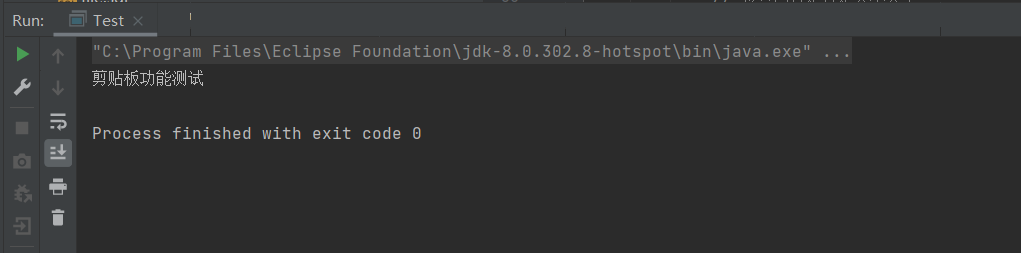 Run: Test
"C:\Program Files\Eclipse Foundation\jdk-8.0.302.8-hotspot\bin\java.exe" ...
剪贴板功能测试
Process finished with exit code 0